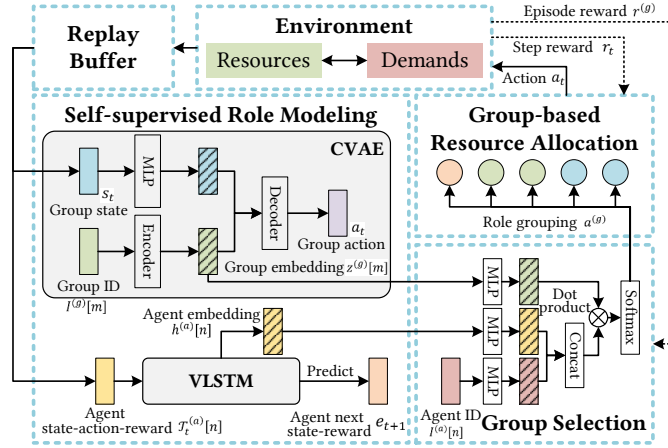 Replay
Buffer
Environment
Resources
Demands
Episode reward r^{(g)}
Step reward r_t
Action a_t
Self-supervised Role Modeling
CVAE
s_t
Group state
MLP
Decoder
a_t
Group action
Group ID
l^{(g)}[m]
Encoder
Group embedding z^{(g)}[m]
Agent embedding
h^{(a)}[n]
VLSTM
Predict
Agent
state-action-reward 𝒯_t^{(a)}[n]
Agent next
state-reward
e_{t+1}
Group-based
Resource Allocation
Role grouping a^{(g)}
MLP
MLP
MLP
Dot
product
Concat
Softmax
Agent ID
l^{(a)}[n]
Group Selection